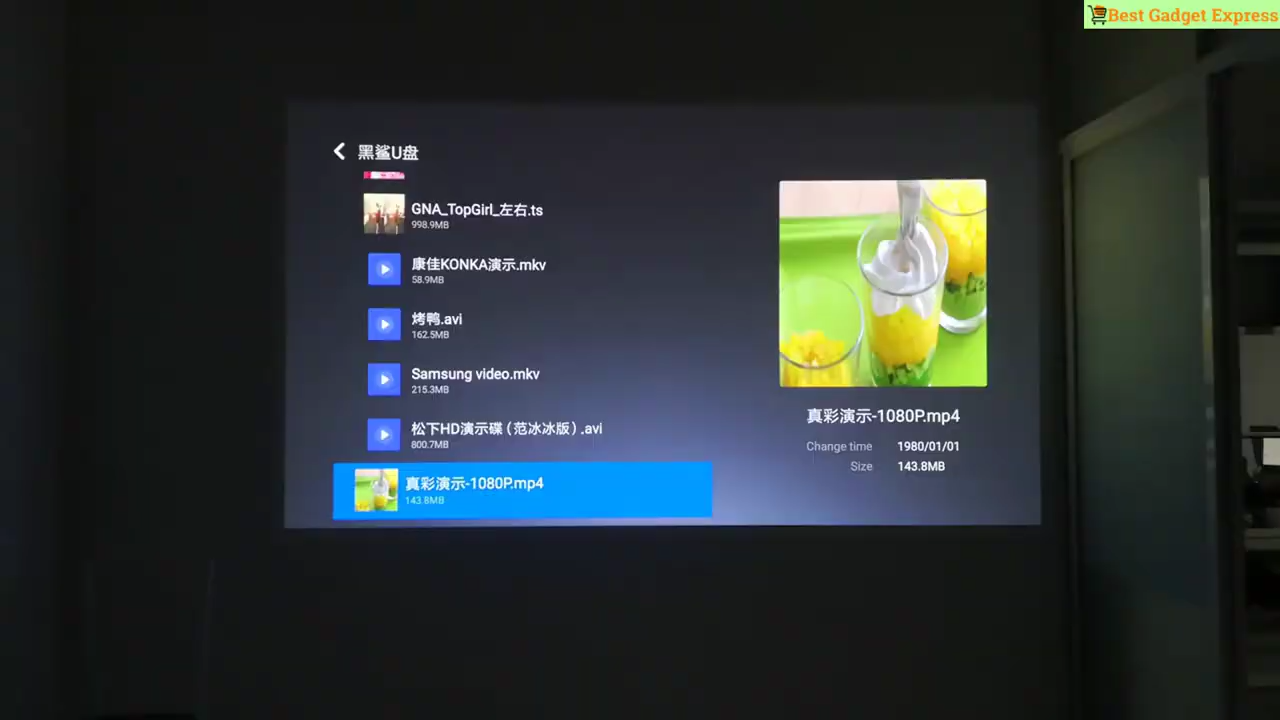 Best Gadget Express
黑鲨U盘
GNA_TopGirl_左右.ts
998.9MB
康佳KONKA演示.mkv
58.9MB
烤鸭.avi
162.5MB
Samsung video.mkv
215.3MB
松下HD演示碟（范冰冰版）.avi
800.7MB
真彩演示-1080P.mp4
143.8MB
真彩演示-1080P.mp4
Change time 1980/01/01
Size 143.8MB